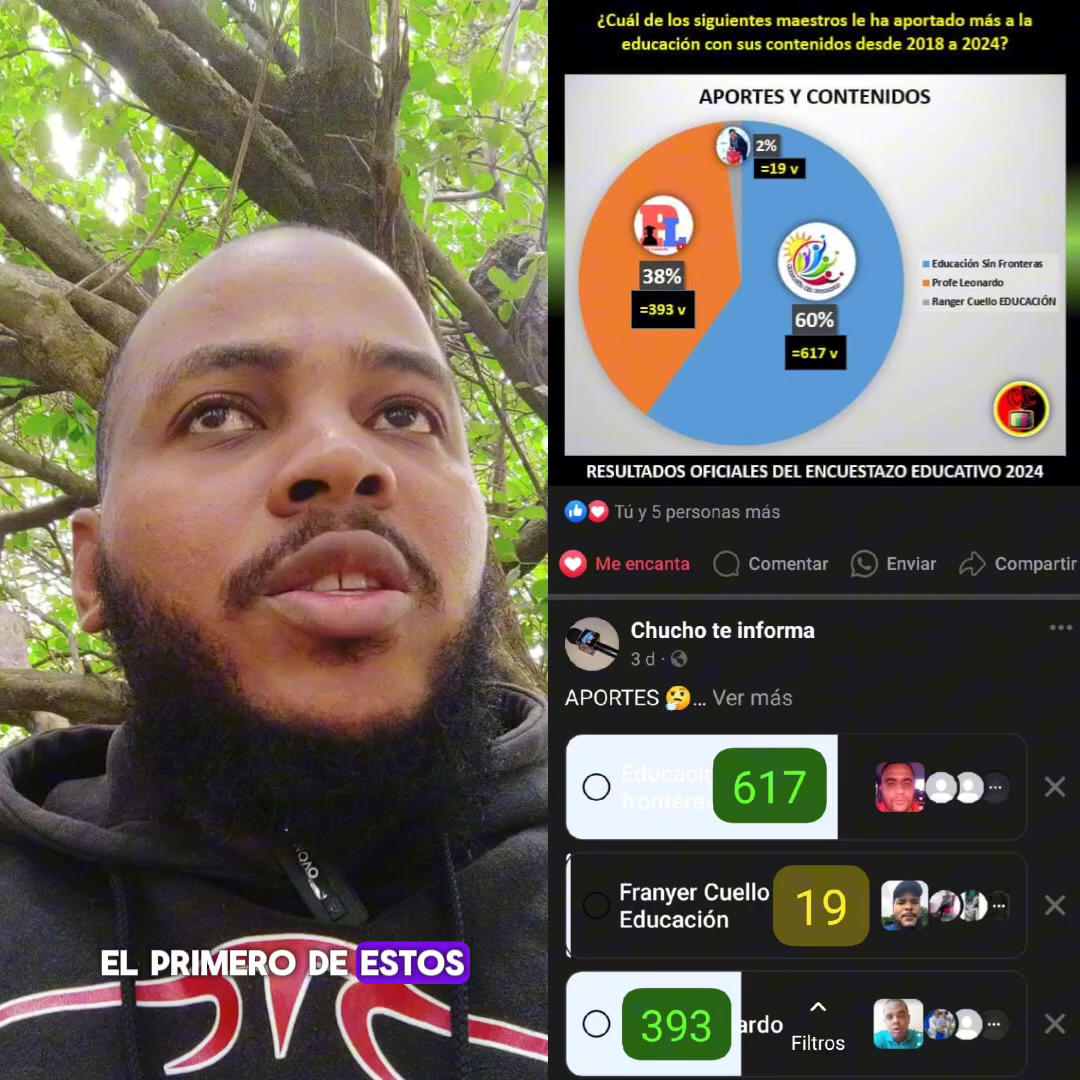 EL PRIMERO DE ESTOS
¿Cuál de los siguientes maestros le ha aportado más a la
educación con sus contenidos desde 2018 a 2024?
APORTES Y CONTENIDOS
2%
=19 v
38%
=393 v
60%
=617 v
Educación Sin Fronteras
Profe Leonardo
Ranger Cuello EDUCACIÓN
RESULTADOS OFICIALES DEL ENCUESTAZO EDUCATIVO 2024
Tú y 5 personas más
Me encanta
Comentar
Enviar
Compartir
Chucho te informa
3 d
APORTES 🤔... Ver más
617
Franyer Cuello
Educación
19
393
ardo
Filtros